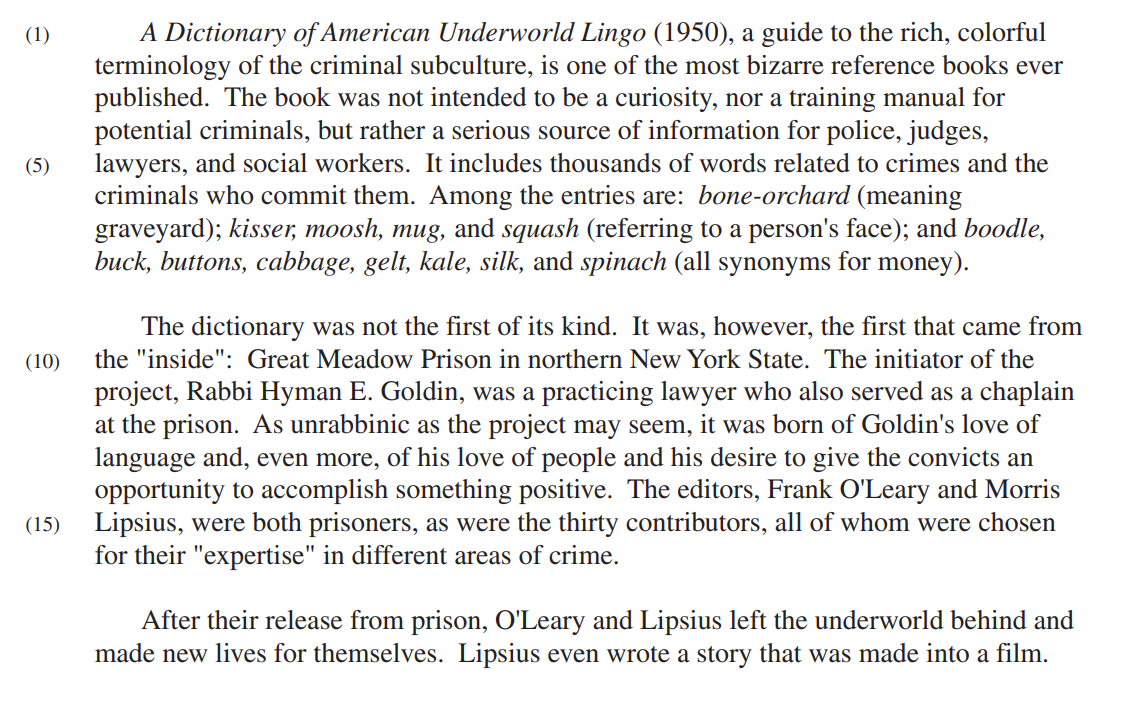 (1) A Dictionary of American Underworld Lingo (1950), a guide to the rich, colorful
terminology of the criminal subculture, is one of the most bizarre reference books ever
published.  The book was not intended to be a curiosity, nor a training manual for
potential criminals, but rather a serious source of information for police, judges,
(5) lawyers, and social workers.  It includes thousands of words related to crimes and the
criminals who commit them.  Among the entries are:  bone-orchard (meaning
graveyard); kisser, moosh, mug, and squash (referring to a person's face); and boodle,
buck, buttons, cabbage, gelt, kale, silk, and spinach (all synonyms for money).

The dictionary was not the first of its kind.  It was, however, the first that came from
(10) the "inside":  Great Meadow Prison in northern New York State.  The initiator of the
project, Rabbi Hyman E. Goldin, was a practicing lawyer who also served as a chaplain
at the prison.  As unrabbinic as the project may seem, it was born of Goldin's love of
language and, even more, of his love of people and his desire to give the convicts an
opportunity to accomplish something positive.  The editors, Frank O'Leary and Morris
(15) Lipsius, were both prisoners, as were the thirty contributors, all of whom were chosen
for their "expertise" in different areas of crime.

After their release from prison, O'Leary and Lipsius left the underworld behind and
made new lives for themselves.  Lipsius even wrote a story that was made into a film.